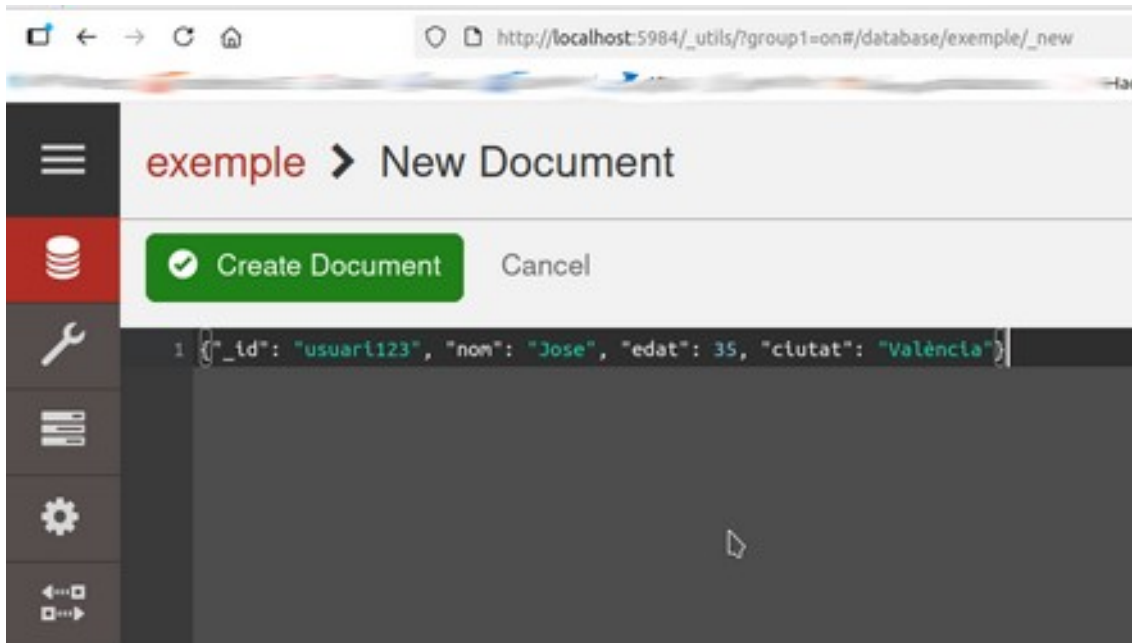 http://localhost:5984/_utils/?group1=on#/database/exemple/_new
exemple New Document
Create Document Cancel
1 {"_id": "usuari123", "nom": "Jose", "edat": 35, "ciutat": "València"}